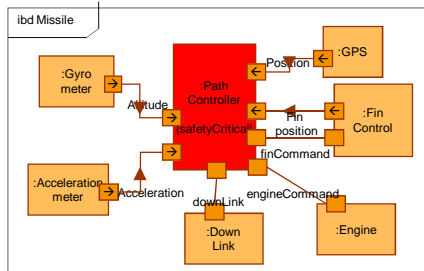 ibd Missile
:Gyro
meter
Attitude
:Path
Controller
(safetyCritical)
Position
:GPS
Fin
position
:Fin
Control
finCommand
:Acceleration
meter
Acceleration
downLink
engineCommand
:Down
Link
:Engine